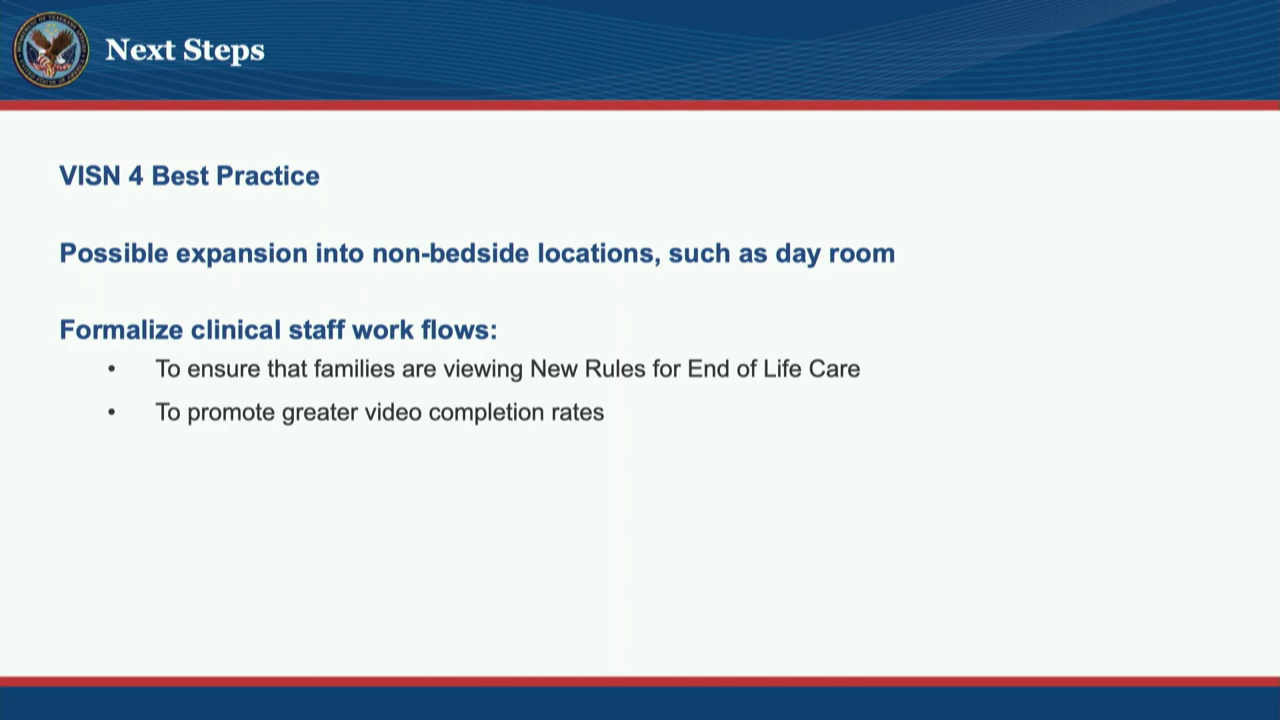 Next Steps
VISN 4 Best Practice
Possible expansion into non-bedside locations, such as day room
Formalize clinical staff work flows:
• To ensure that families are viewing New Rules for End of Life Care
• To promote greater video completion rates